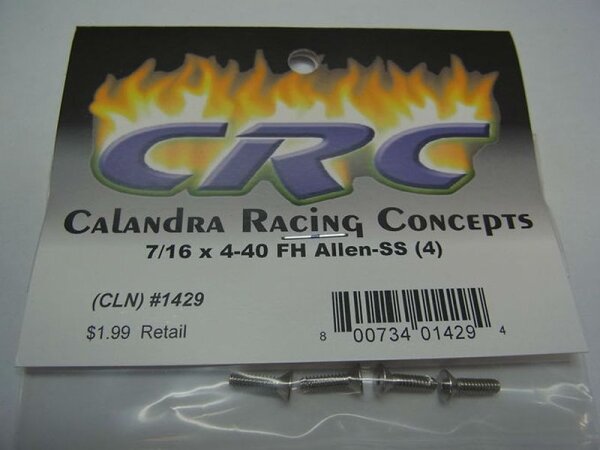 CRC
Calandra Racing Concepts
7/16 x 4-40 FH Allen-SS (4)
(CLN) #1429
$1.99 Retail
8 00734 01429 4